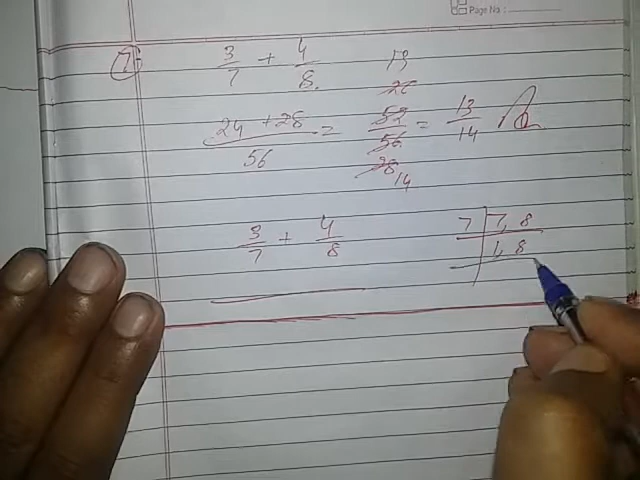 Page No :
7. 3/7 + 4/8
(24 + 28)/56 = 52/56 = 13/14
13
26
28
14
3/7 + 4/8
7 | 7, 8
1, 8